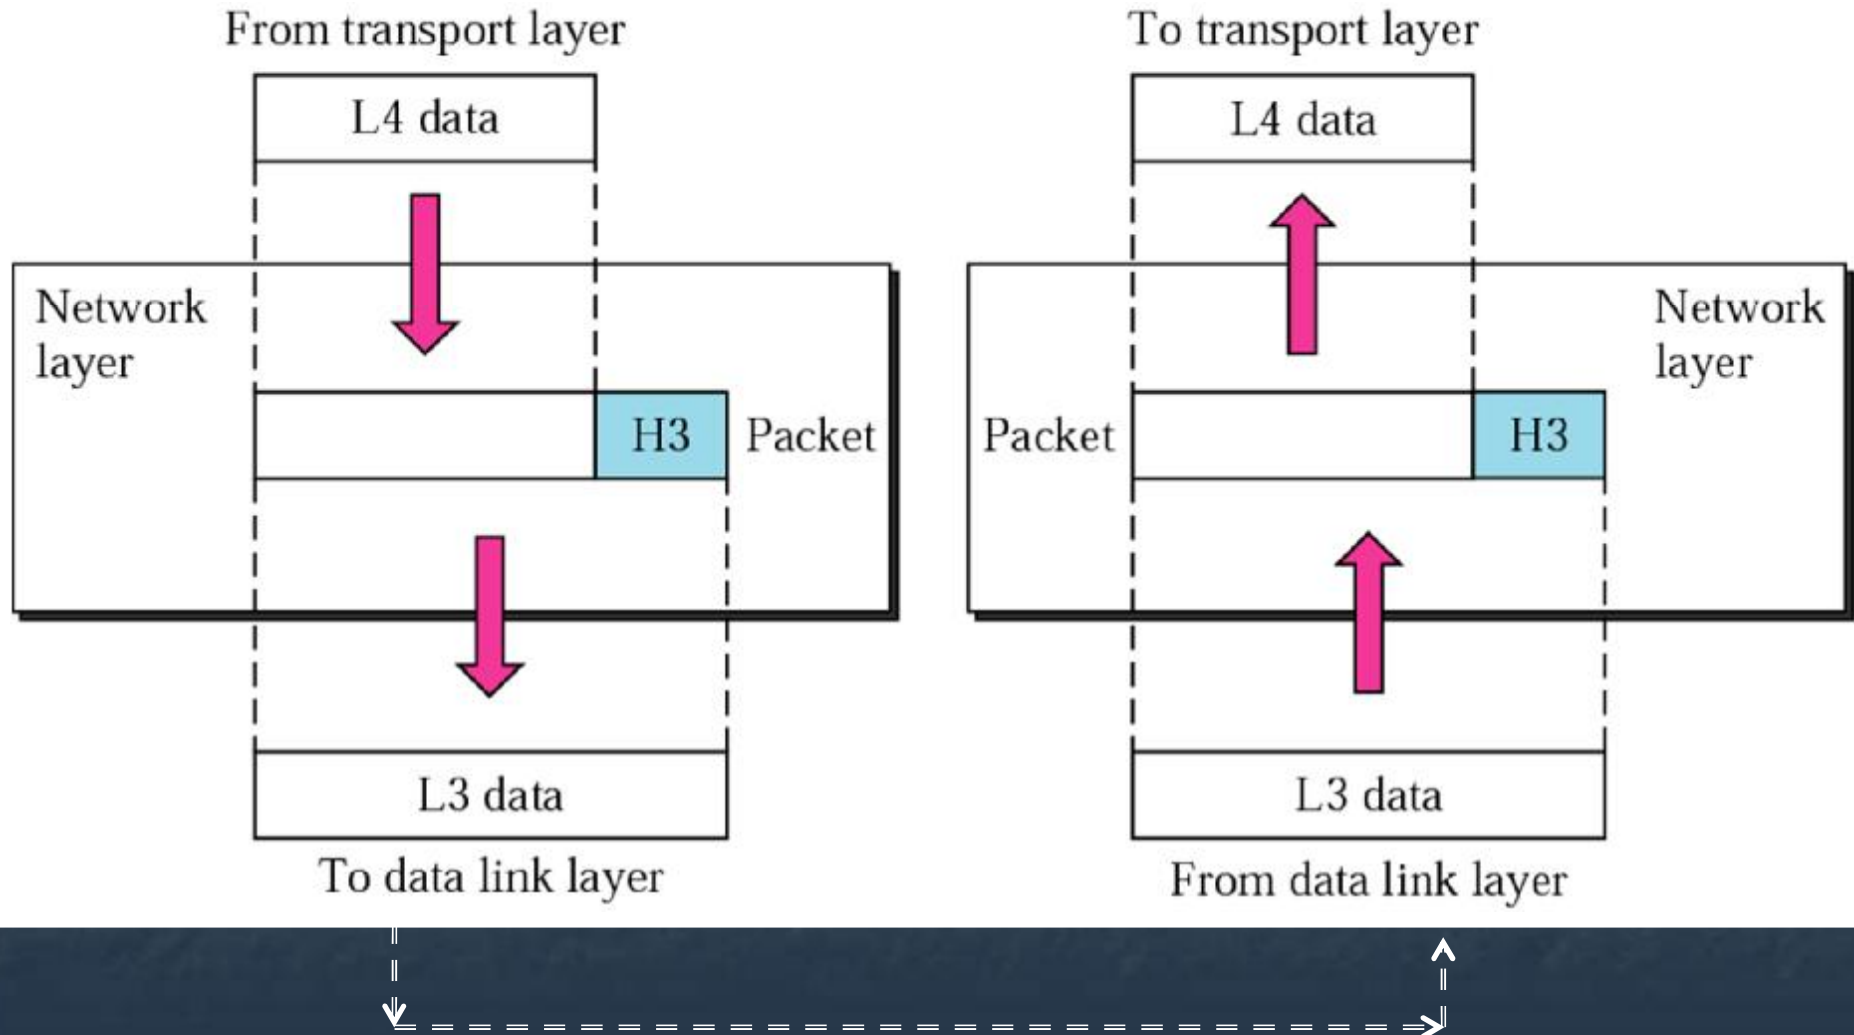 From transport layer
L4 data
Network
layer
H3
Packet
L3 data
To data link layer
To transport layer
L4 data
Network
layer
Packet
H3
L3 data
From data link layer